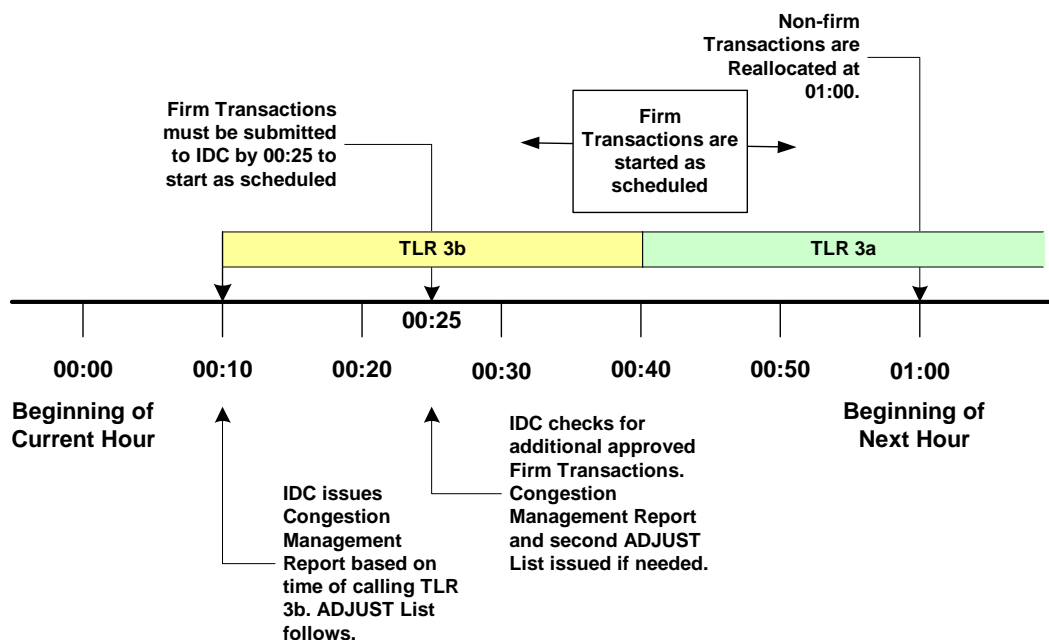 Non-firm
Transactions are
Reallocated at
01:00.
Firm Transactions
must be submitted
to IDC by 00:25 to
start as scheduled
Firm
Transactions are
started as
scheduled
TLR 3b
TLR 3a
00:25
00:00
00:10
00:20
00:30
00:40
00:50
01:00
Beginning of
Current Hour
Beginning of
Next Hour
IDC issues
Congestion
Management
Report based on
time of calling TLR
3b. ADJUST List
follows.
IDC checks for
additional approved
Firm Transactions.
Congestion
Management Report
and second ADJUST
List issued if needed.